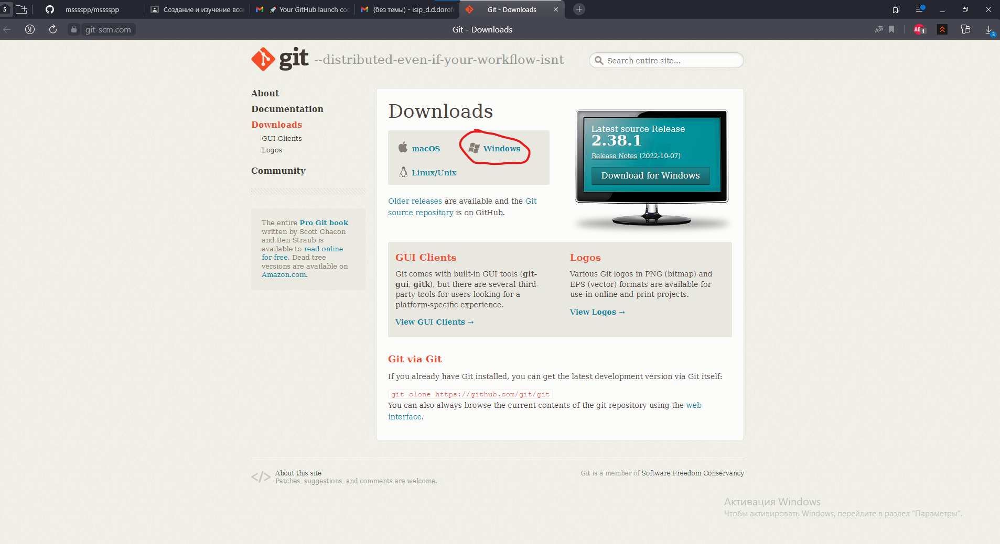 5
msssspp/msssspp
Создание и изучение воз
🚀 Your GitHub launch coc
(без темы) - isip_d.d.dorof
Git - Downloads
git-scm.com
Git - Downloads
1
3
git --distributed-even-if-your-workflow-isnt
Search entire site...
About
Documentation
Downloads
GUI Clients
Logos
Community
The entire Pro Git book
written by Scott Chacon
and Ben Straub is
available to read online
for free. Dead tree
versions are available on
Amazon.com.
Downloads
macOS
Windows
Linux/Unix
Older releases are available and the Git
source repository is on GitHub.
Latest source Release
2.38.1
Release Notes (2022-10-07)
Download for Windows
GUI Clients
Git comes with built-in GUI tools (git-
gui, gitk), but there are several third-
party tools for users looking for a
platform-specific experience.
View GUI Clients →
Logos
Various Git logos in PNG (bitmap) and
EPS (vector) formats are available for
use in online and print projects.
View Logos →
Git via Git
If you already have Git installed, you can get the latest development version via Git itself:
git clone https://github.com/git/git
You can also always browse the current contents of the git repository using the web
interface.
</> About this site
Patches, suggestions, and comments are welcome.
Git is a member of Software Freedom Conservancy
Активация Windows
Чтобы активировать Windows, перейдите в раздел "Параметры".